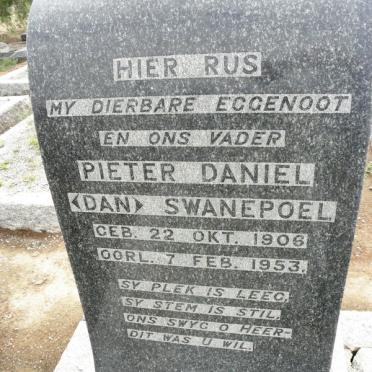 HIER RUS
MY DIERBARE EGGENOOT
EN ONS VADER
PIETER DANIEL
<DAN> SWANEPOEL
GEB. 22 OKT. 1906
OORL. 7 FEB. 1953.
SY PLEK IS LEEG,
SY STEM IS STIL,
ONS SWYG O HEER-
DIT WAS U WIL.